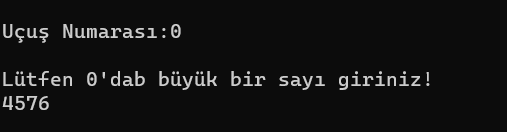 Uçuş Numarası:0
Lütfen 0'dab büyük bir sayı giriniz!
4576